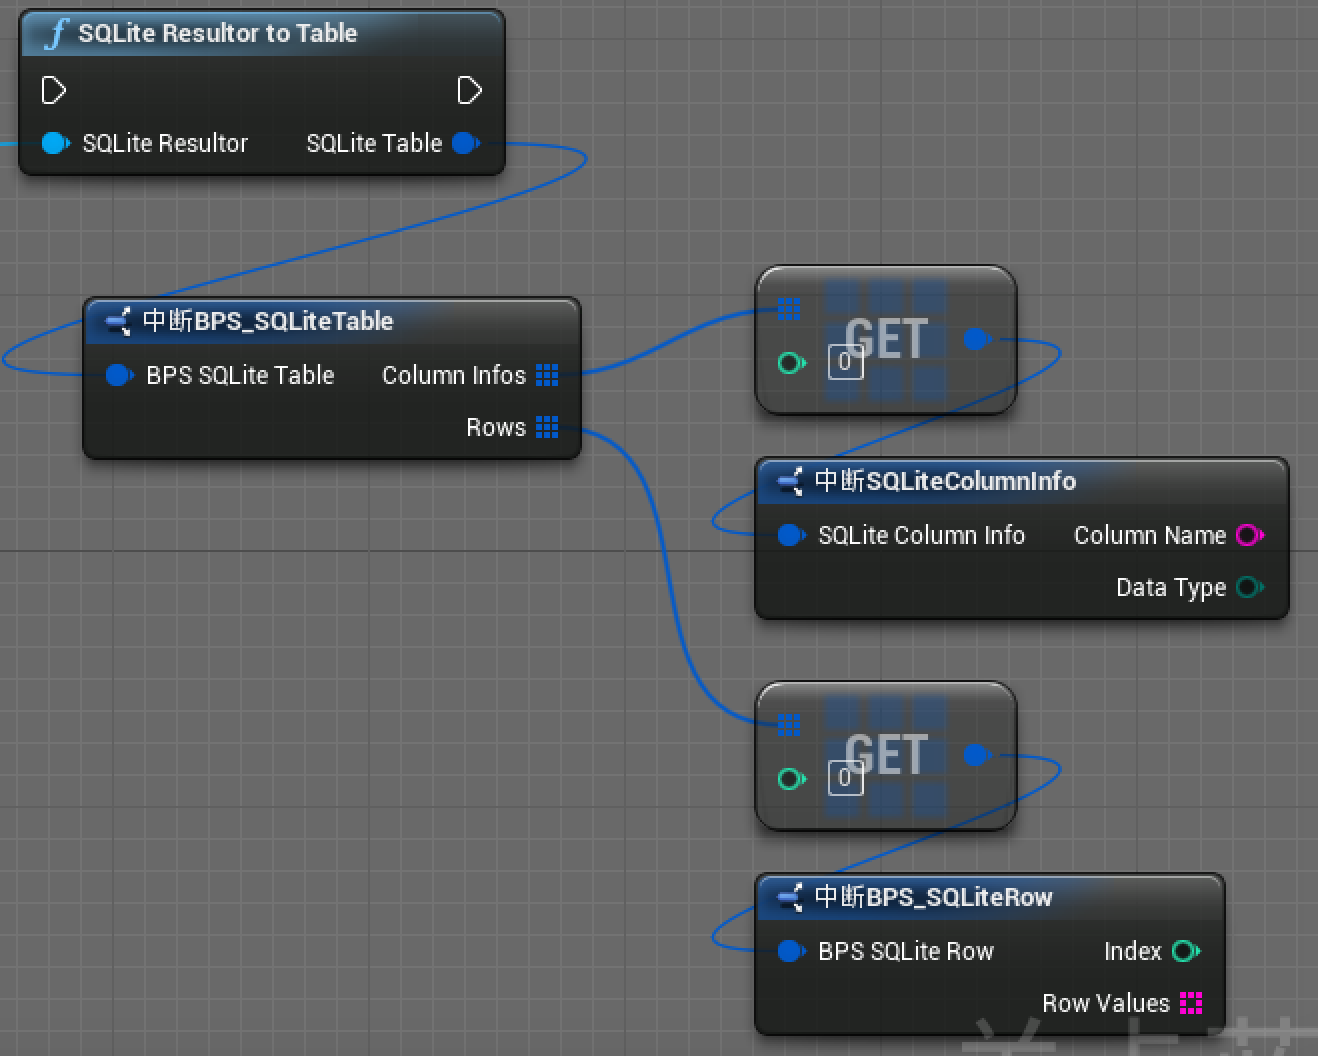 f SQLite Resultor to Table
SQLite Resultor SQLite Table
中断BPS_SQLiteTable
BPS SQLite Table Column Infos
Rows
GET
0
中断SQLiteColumnInfo
SQLite Column Info Column Name
Data Type
GET
0
中断BPS_SQLiteRow
BPS SQLite Row Index
Row Values